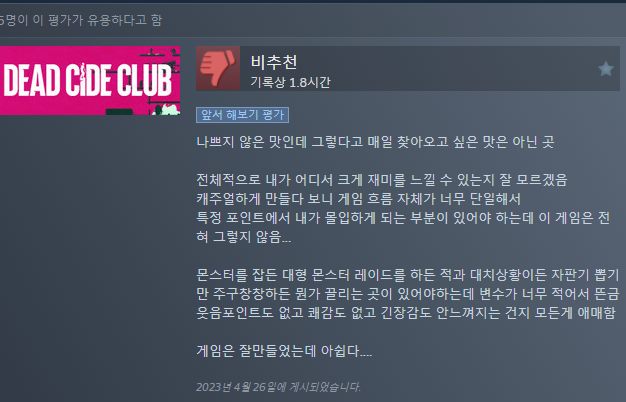 5명이 이 평가가 유용하다고 함
DEAD CIDE CLUB
비추천
기록상 1.8시간
앞서 해보기 평가
나쁘지 않은 맛인데 그렇다고 매일 찾아오고 싶은 맛은 아닌 곳
전체적으로 내가 어디서 크게 재미를 느낄 수 있는지 잘 모르겠음
캐주얼하게 만들다 보니 게임 흐름 자체가 너무 단일해서
특정 포인트에서 내가 몰입하게 되는 부분이 있어야 하는데 이 게임은 전
혀 그렇지 않음...
몬스터를 잡든 대형 몬스터 레이드를 하든 적과 대치상황이든 자판기 뽑기
만 주구창창하든 뭔가 끌리는 곳이 있어야하는데 변수가 너무 적어서 뜬금
웃음포인트도 없고 쾌감도 없고 긴장감도 안느껴지는 건지 모든게 애매함
게임은 잘만들었는데 아쉽다....
2023년 4월 26일에 게시되었습니다.